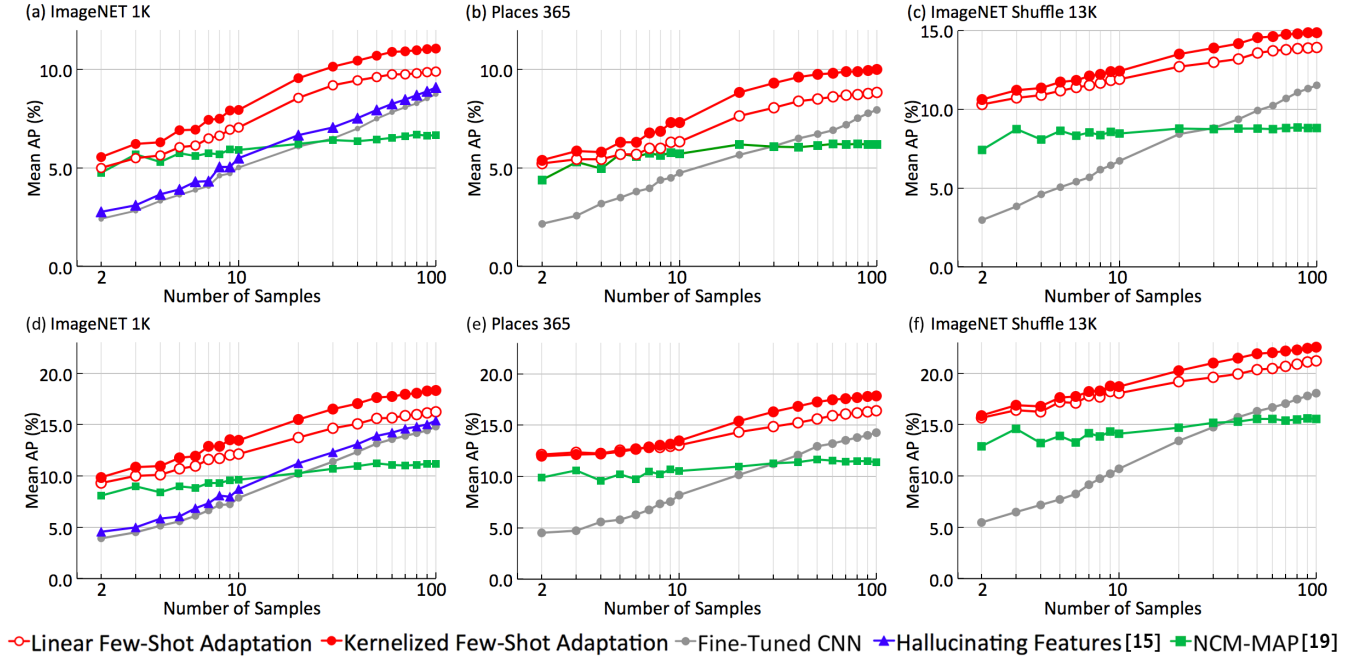 (a) ImageNET 1K
Mean AP (%)
10.0
5.0
0.0
2
10
100
Number of Samples
(b) Places 365
Mean AP (%)
10.0
5.0
0.0
2
10
100
Number of Samples
(c) ImageNET Shuffle 13K
Mean AP (%)
15.0
10.0
5.0
0.0
2
10
100
Number of Samples
(d) ImageNET 1K
Mean AP (%)
20.0
15.0
10.0
5.0
0.0
2
10
100
Number of Samples
(e) Places 365
Mean AP (%)
20.0
15.0
10.0
5.0
0.0
2
10
100
Number of Samples
(f) ImageNET Shuffle 13K
Mean AP (%)
20.0
15.0
10.0
5.0
0.0
2
10
100
Number of Samples
Linear Few-Shot Adaptation Kernelized Few-Shot Adaptation Fine-Tuned CNN Hallucinating Features [15] NCM-MAP [19]